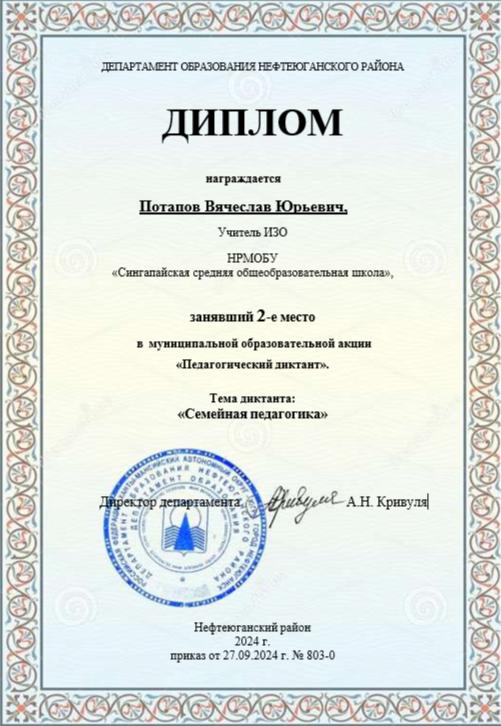 ДЕПАРТАМЕНТ ОБРАЗОВАНИЯ НЕФТЕЮГАНСКОГО РАЙОНА
ДИПЛОМ
награждается
Потапов Вячеслав Юрьевич,
Учитель ИЗО
НРМОБУ
«Сингапайская средняя общеобразовательная школа»,
занявший 2-е место
в муниципальной образовательной акции
«Педагогический диктант».
Тема диктанта:
«Семейная педагогика»
Директор департамента А.Н. Кривуля
Нефтеюганский район
2024 г.
приказ от 27.09.2024 г. № 803-0